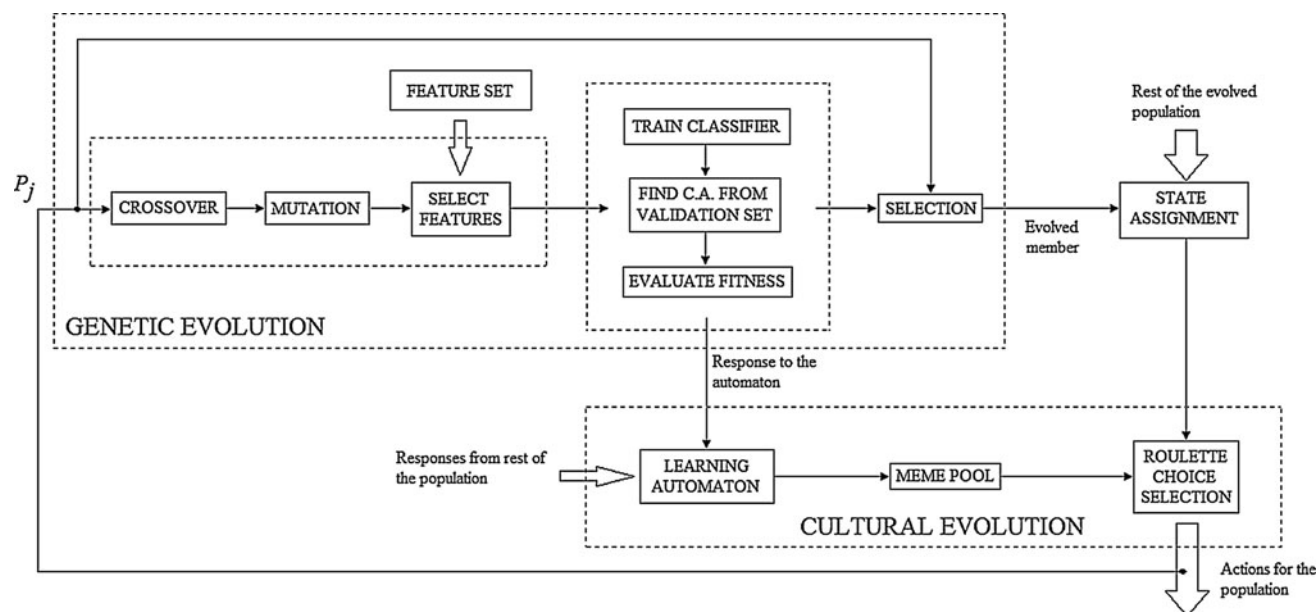 FEATURE SET
TRAIN CLASSIFIER
Rest of the evolved
population
P_j
CROSSOVER
MUTATION
SELECT
FEATURES
FIND C.A. FROM
VALIDATION SET
SELECTION
STATE
ASSIGNMENT
Evolved
member
EVALUATE FITNESS
GENETIC EVOLUTION
Response to the
automaton
Responses from rest of
the population
LEARNING
AUTOMATON
MEME POOL
ROULETTE
CHOICE
SELECTION
CULTURAL EVOLUTION
Actions for the
population